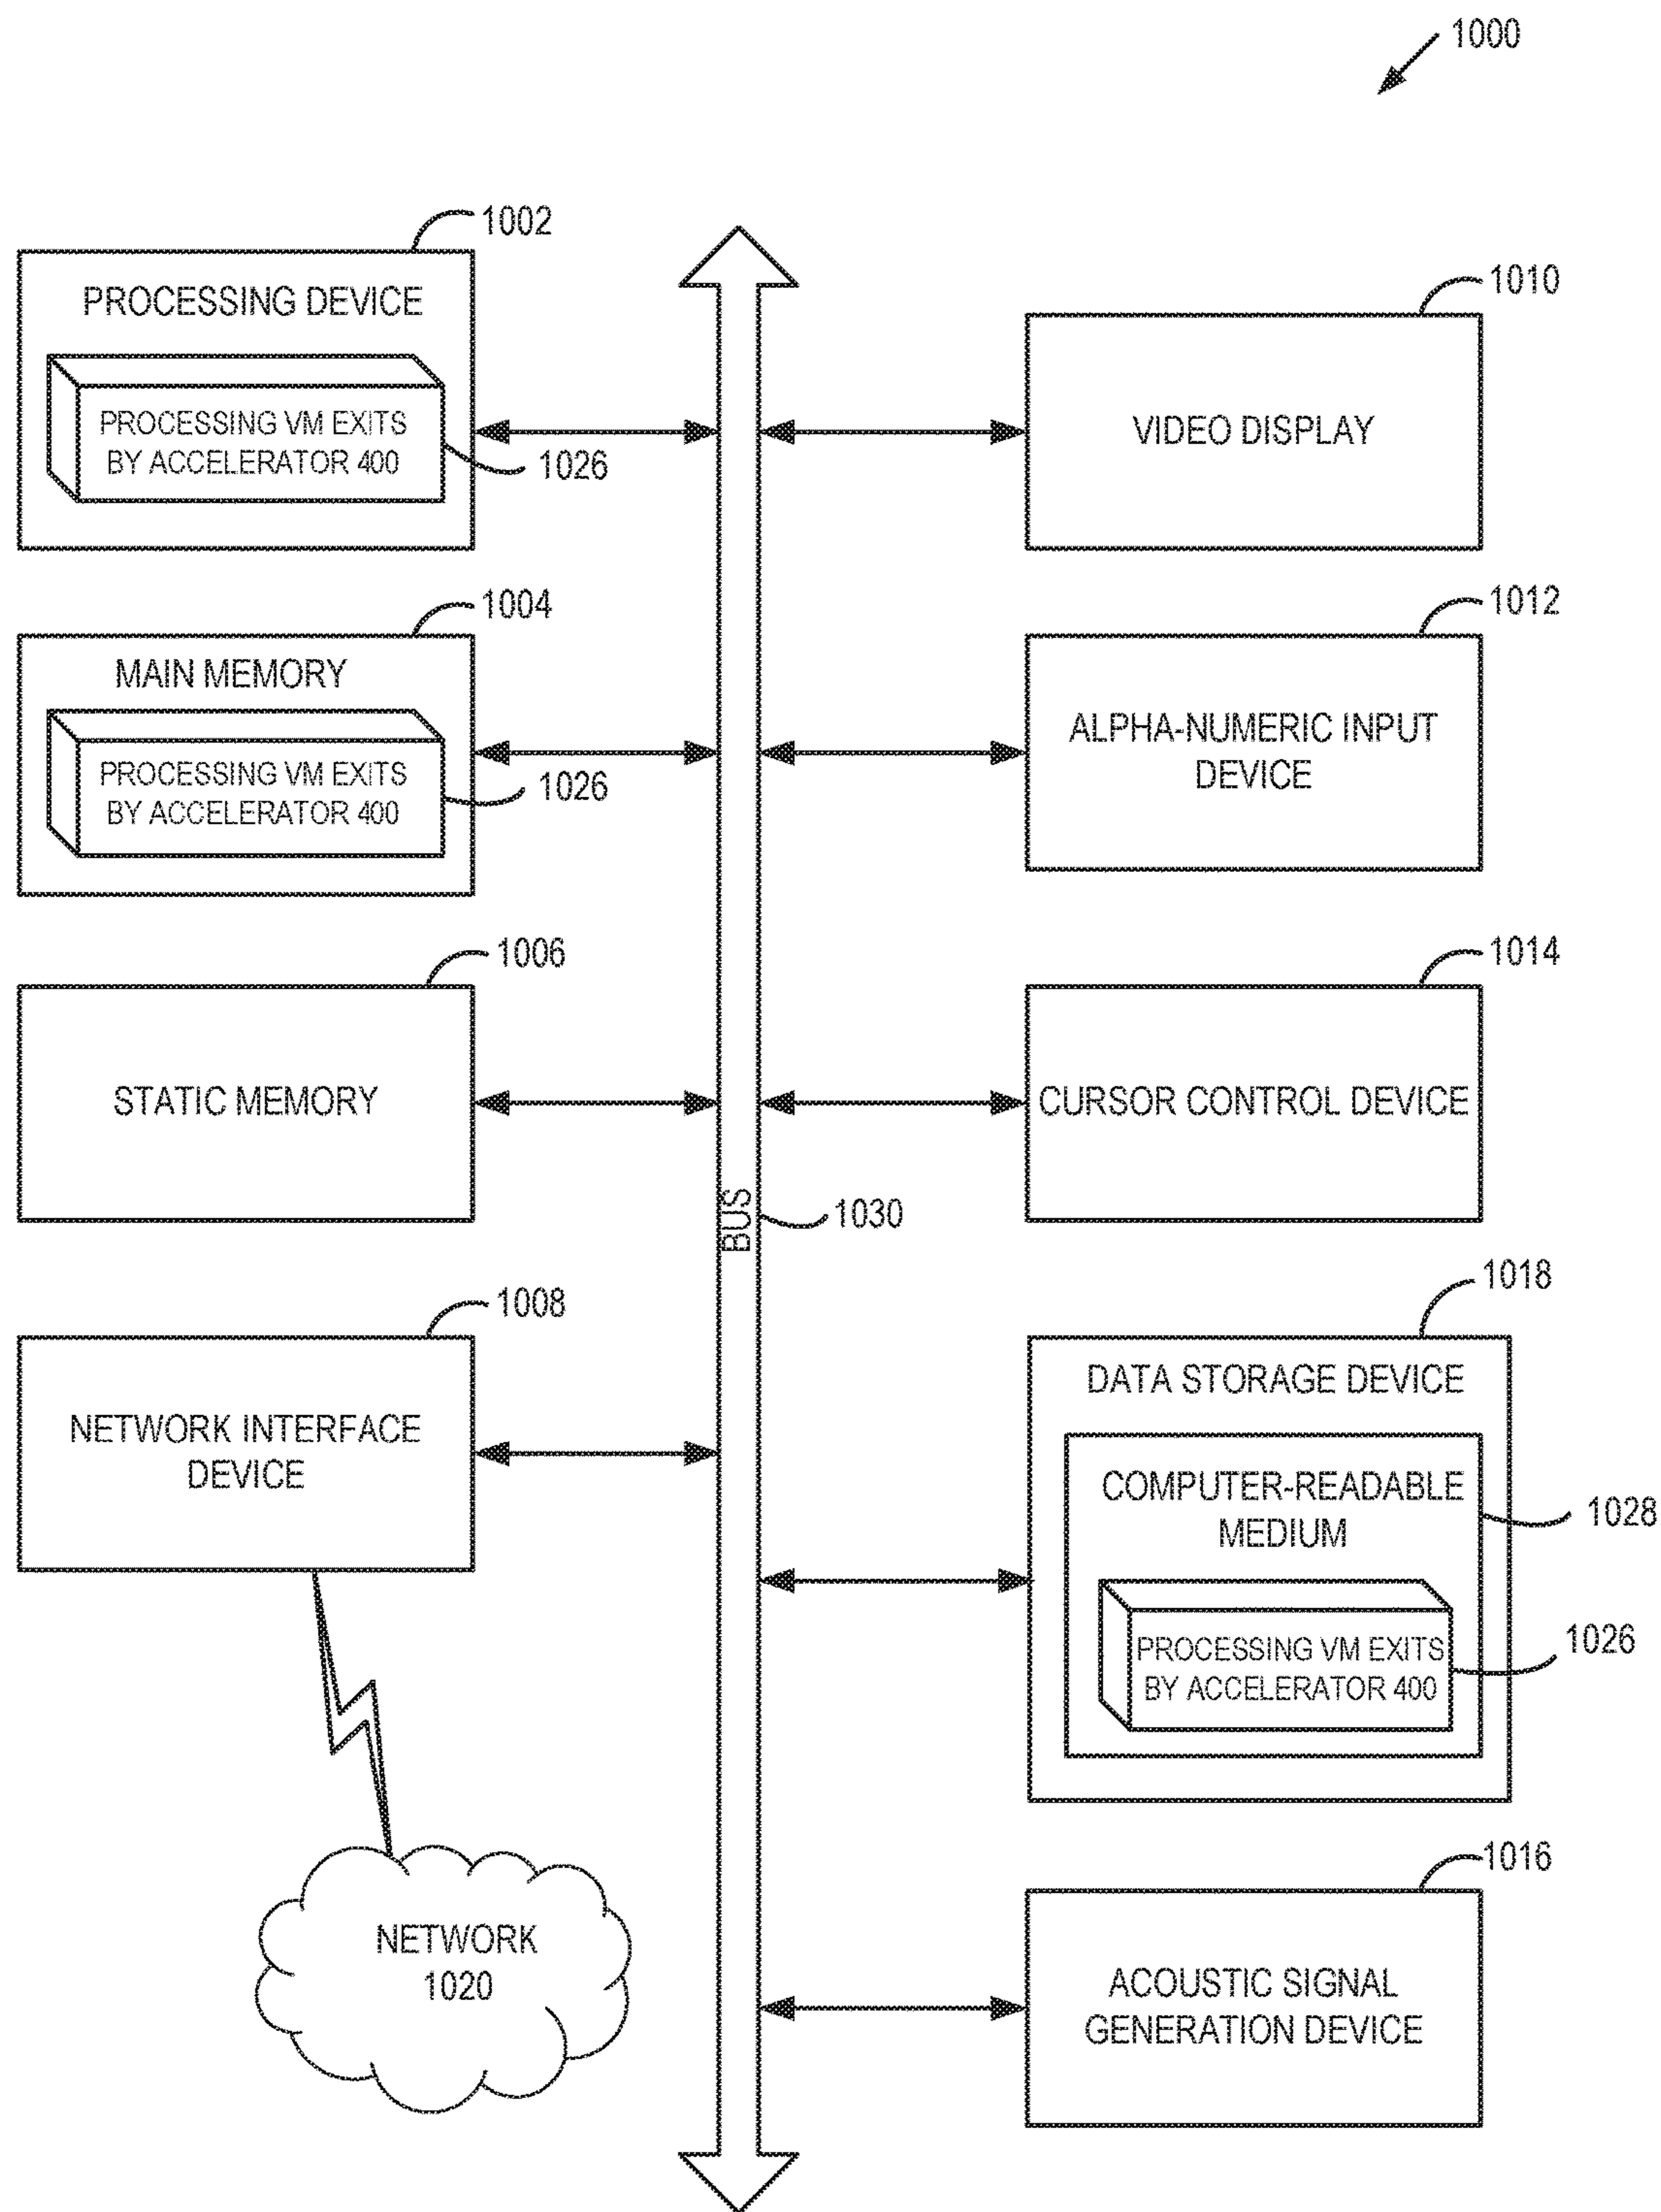 1000
1002
PROCESSING DEVICE
PROCESSING VM EXITS
BY ACCELERATOR 400
1026
1004
MAIN MEMORY
PROCESSING VM EXITS
BY ACCELERATOR 400
1026
1006
STATIC MEMORY
1008
NETWORK INTERFACE
DEVICE
NETWORK
1020
BUS
1030
1010
VIDEO DISPLAY
1012
ALPHA-NUMERIC INPUT
DEVICE
1014
CURSOR CONTROL DEVICE
1018
DATA STORAGE DEVICE
COMPUTER-READABLE
MEDIUM
1028
PROCESSING VM EXITS
BY ACCELERATOR 400
1026
1016
ACOUSTIC SIGNAL
GENERATION DEVICE